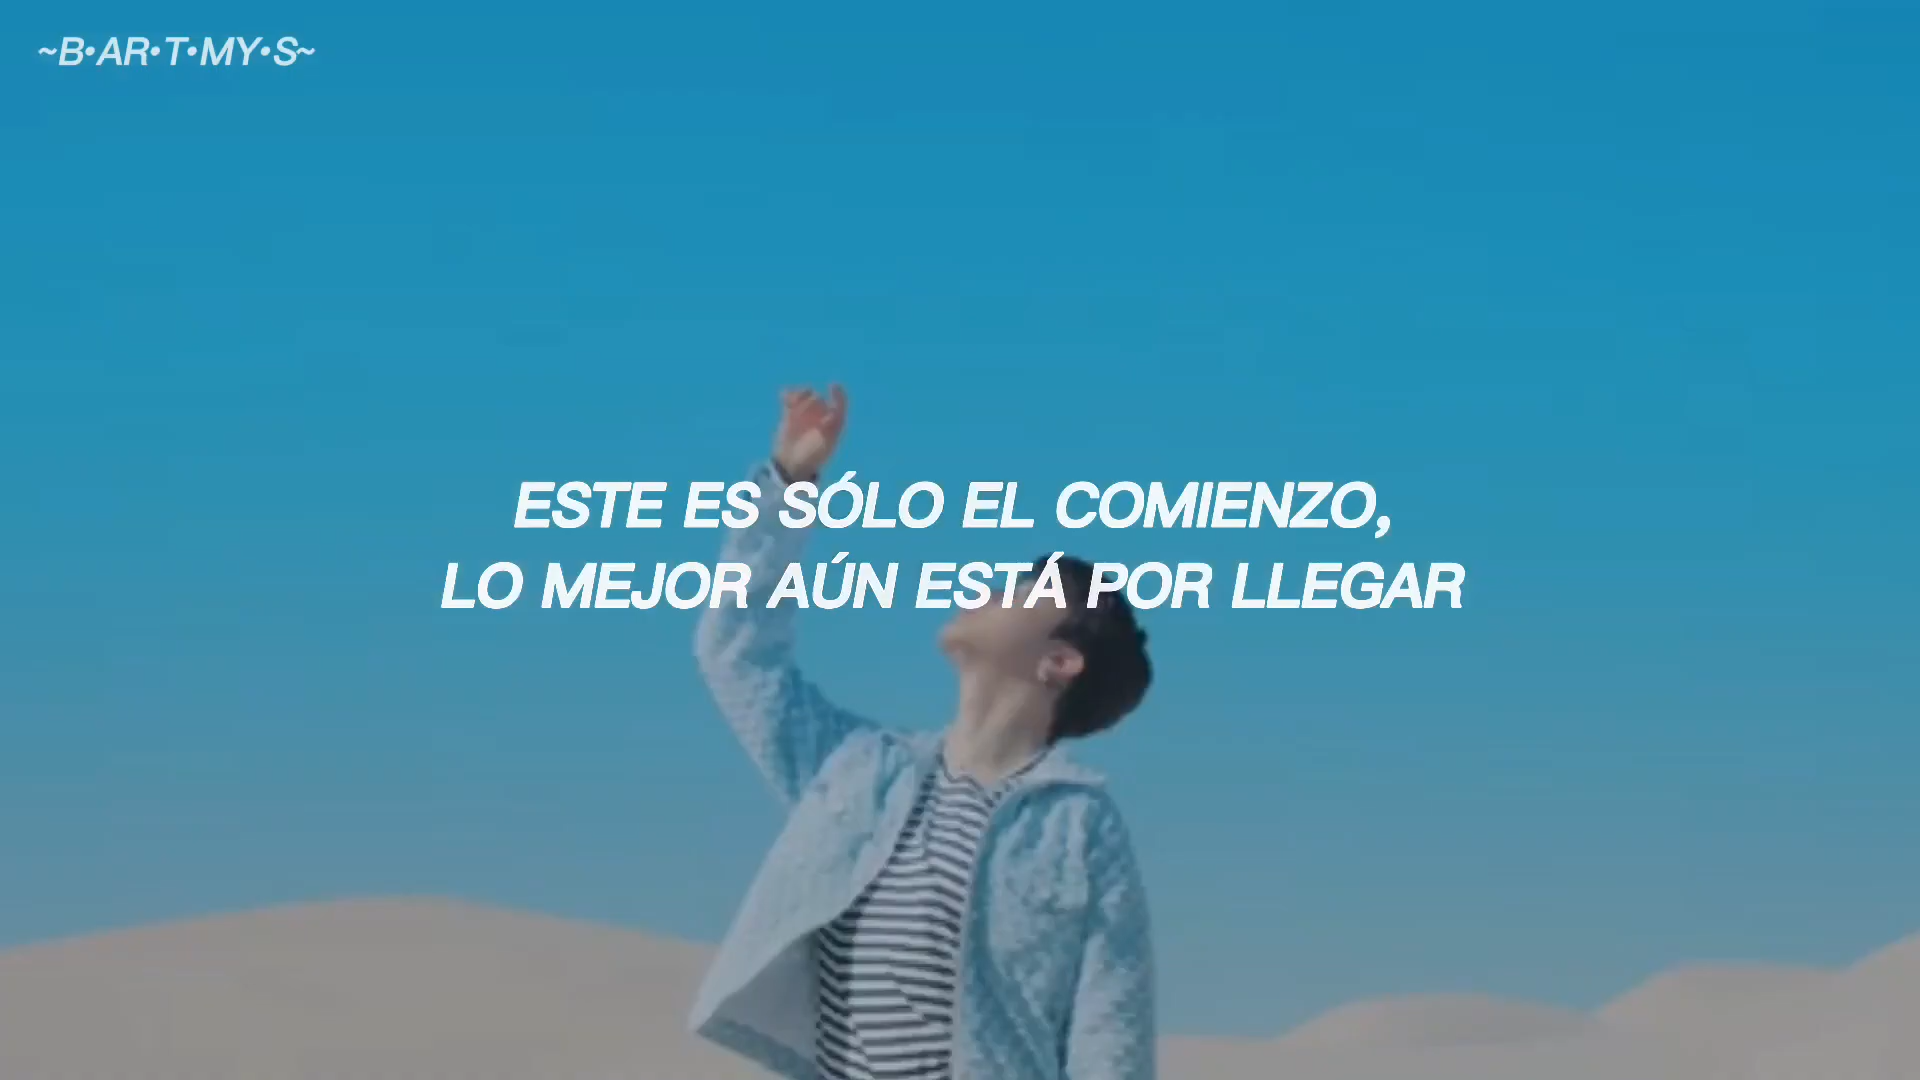 ~B•AR•T•MY•S~
ESTE ES SÓLO EL COMIENZO,
LO MEJOR AÚN ESTÁ POR LLEGAR